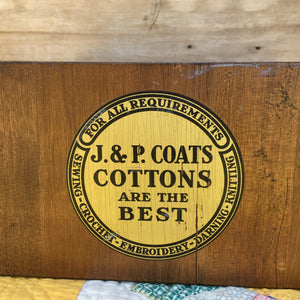 FOR ALL REQUIREMENTS
J. & P. COATS
COTTONS
ARE THE
BEST
SEWING-CROCHET-EMBROIDERY-DARNING-KNITTING